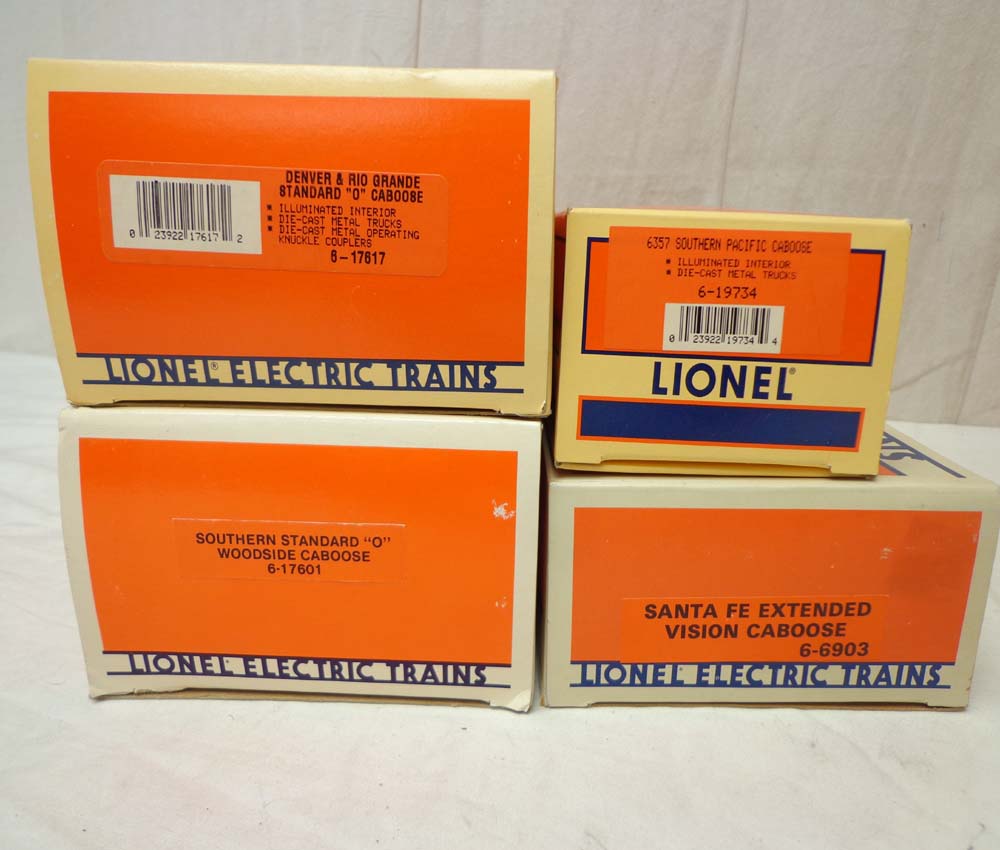 DENVER & RIO GRANDE
STANDARD "O" CABOOSE
▪ ILLUMINATED INTERIOR
▪ DIE-CAST METAL TRUCKS
▪ DIE-CAST METAL OPERATING
KNUCKLE COUPLERS
6-17617
0 23922 17617 2
LIONEL® ELECTRIC TRAINS
6357 SOUTHERN PACIFIC CABOOSE
▪ ILLUMINATED INTERIOR
▪ DIE-CAST METAL TRUCKS
6-19734
0 23922 19734 4
LIONEL®
SOUTHERN STANDARD “O”
WOODSIDE CABOOSE
6-17601
LIONEL ELECTRIC TRAINS
SANTA FE EXTENDED
VISION CABOOSE
6-6903
LIONEL® ELECTRIC TRAINS